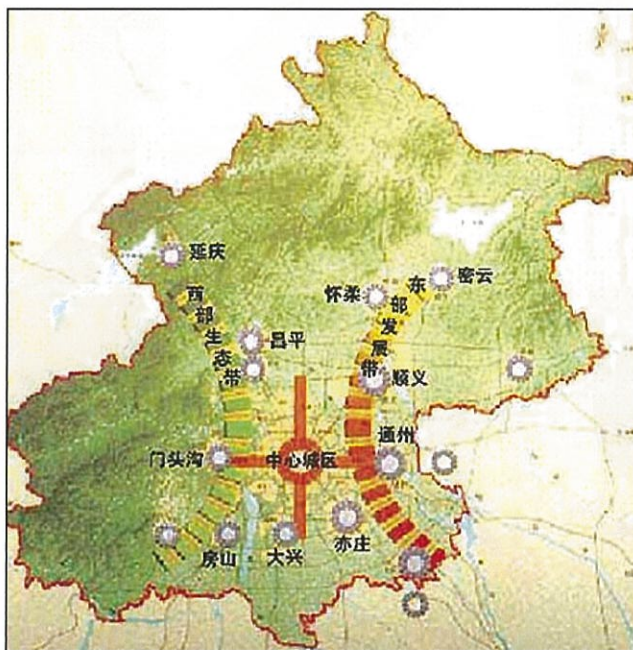 延庆
西部生态带
昌平
怀柔
密云
东部发展带
顺义
通州
门头沟
中心城区
房山
大兴
亦庄